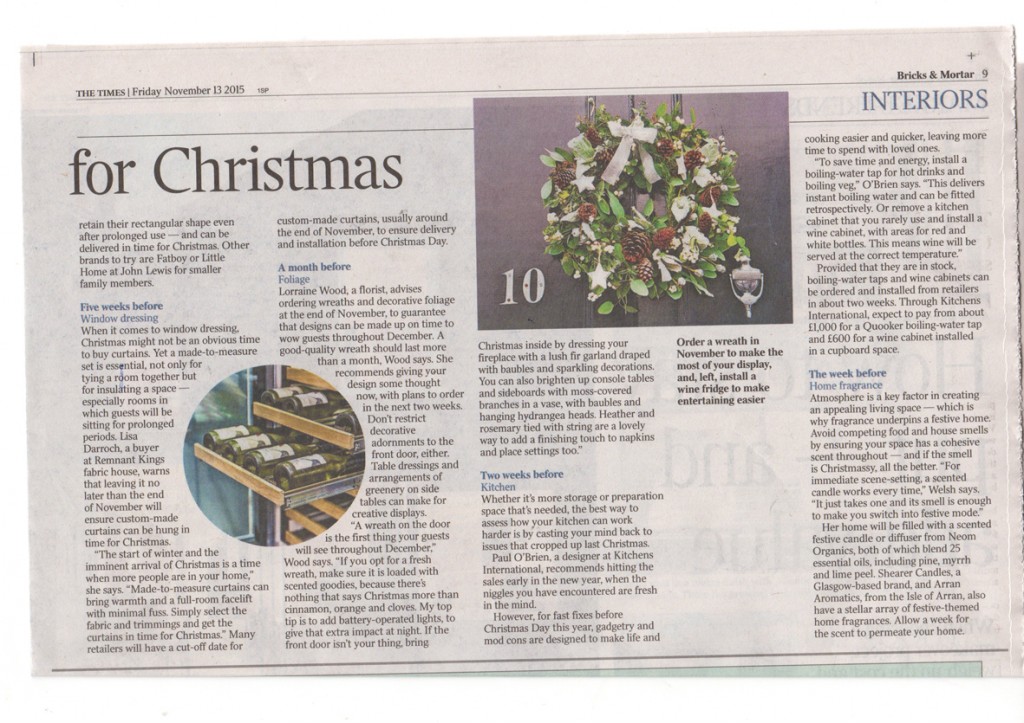 THE TIMES | Friday November 13 2015 1SP
Bricks & Mortar 9
INTERIORS
for Christmas
retain their rectangular shape even
after prolonged use — and can be
delivered in time for Christmas. Other
brands to try are Fatboy or Little
Home at John Lewis for smaller
family members.
Five weeks before
Window dressing
When it comes to window dressing,
Christmas might not be an obvious time
to buy curtains. Yet a made-to-measure
set is essential, not only for
tying a room together but
for insulating a space —
especially rooms in
which guests will be
sitting for prolonged
periods. Lisa
Darroch, a buyer
at Remnant Kings
fabric house, warns
that leaving it no
later than the end
of November will
ensure custom-made
curtains can be hung in
time for Christmas.
"The start of winter and the
imminent arrival of Christmas is a time
when more people are in your home,"
she says. "Made-to-measure curtains can
bring warmth and a full-room facelift
with minimal fuss. Simply select the
fabric and trimmings and get the
curtains in time for Christmas." Many
retailers will have a cut-off date for
custom-made curtains, usually around
the end of November, to ensure delivery
and installation before Christmas Day.
A month before
Foliage
Lorraine Wood, a florist, advises
ordering wreaths and decorative foliage
at the end of November, to guarantee
that designs can be made up on time to
wow guests throughout December. A
good-quality wreath should last more
than a month, Wood says. She
recommends giving your
design some thought
now, with plans to order
in the next two weeks.
Don't restrict
decorative
adornments to the
front door, either.
Table dressings and
arrangements of
greenery on side
tables can make for
creative displays.
"A wreath on the door
is the first thing your guests
will see throughout December,"
Wood says. "If you opt for a fresh
wreath, make sure it is loaded with
scented goodies, because there's
nothing that says Christmas more than
cinnamon, orange and cloves. My top
tip is to add battery-operated lights, to
give that extra impact at night. If the
front door isn't your thing, bring
10
Christmas inside by dressing your
fireplace with a lush fir garland draped
with baubles and sparkling decorations.
You can also brighten up console tables
and sideboards with moss-covered
branches in a vase, with baubles and
hanging hydrangea heads. Heather and
rosemary tied with string are a lovely
way to add a finishing touch to napkins
and place settings too."
Order a wreath in
November to make the
most of your display,
and, left, install a
wine fridge to make
entertaining easier
Two weeks before
Kitchen
Whether it's more storage or preparation
space that's needed, the best way to
assess how your kitchen can work
harder is by casting your mind back to
issues that cropped up last Christmas.
Paul O'Brien, a designer at Kitchens
International, recommends hitting the
sales early in the new year, when the
niggles you have encountered are fresh
in the mind.
However, for fast fixes before
Christmas Day this year, gadgetry and
mod cons are designed to make life and
cooking easier and quicker, leaving more
time to spend with loved ones.
"To save time and energy, install a
boiling-water tap for hot drinks and
boiling veg," O'Brien says. "This delivers
instant boiling water and can be fitted
retrospectively. Or remove a kitchen
cabinet that you rarely use and install a
wine cabinet, with areas for red and
white bottles. This means wine will be
served at the correct temperature."
Provided that they are in stock,
boiling-water taps and wine cabinets can
be ordered and installed from retailers
in about two weeks. Through Kitchens
International, expect to pay from about
£1,000 for a Quooker boiling-water tap
and £600 for a wine cabinet installed
in a cupboard space.
The week before
Home fragrance
Atmosphere is a key factor in creating
an appealing living space — which is
why fragrance underpins a festive home.
Avoid competing food and house smells
by ensuring your space has a cohesive
scent throughout — and if the smell
is Christmassy, all the better. "For
immediate scene-setting, a scented
candle works every time," Welsh says.
"It just takes one and its smell is enough
to make you switch into festive mode."
Her home will be filled with a scented
festive candle or diffuser from Neom
Organics, both of which blend 25
essential oils, including pine, myrrh
and lime peel. Shearer Candles, a
Glasgow-based brand, and Arran
Aromatics, from the Isle of Arran, also
have a stellar array of festive-themed
home fragrances. Allow a week for
the scent to permeate your home.